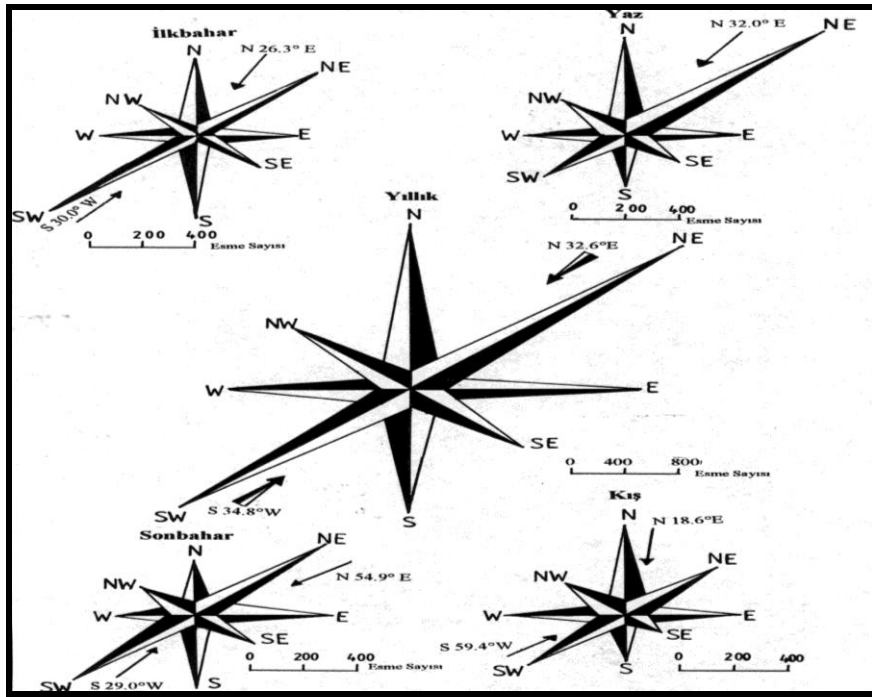 İlkbahar
N
N 26.3° E
NE
NW
W
E
SE
SW
S 30.0° W
S
0 200 400 Esme Sayısı
Yaz
N
N 32.0° E
NE
NW
W
E
SE
SW
S
0 200 400
Esme Sayısı
Yıllık
N
N 32.6°E
NE
NW
W
E
SE
SW
S 34.8°W
S
0 400 800
Esme Sayısı
Sonbahar
N
NE
N 54.9° E
NW
W
E
SE
SW
S 29.0°W
S
0 200 400
Esme Sayısı
Kış
N
N 18.6°E
NE
NW
W
E
SE
S 59.4°W
SW
S
0 200 400